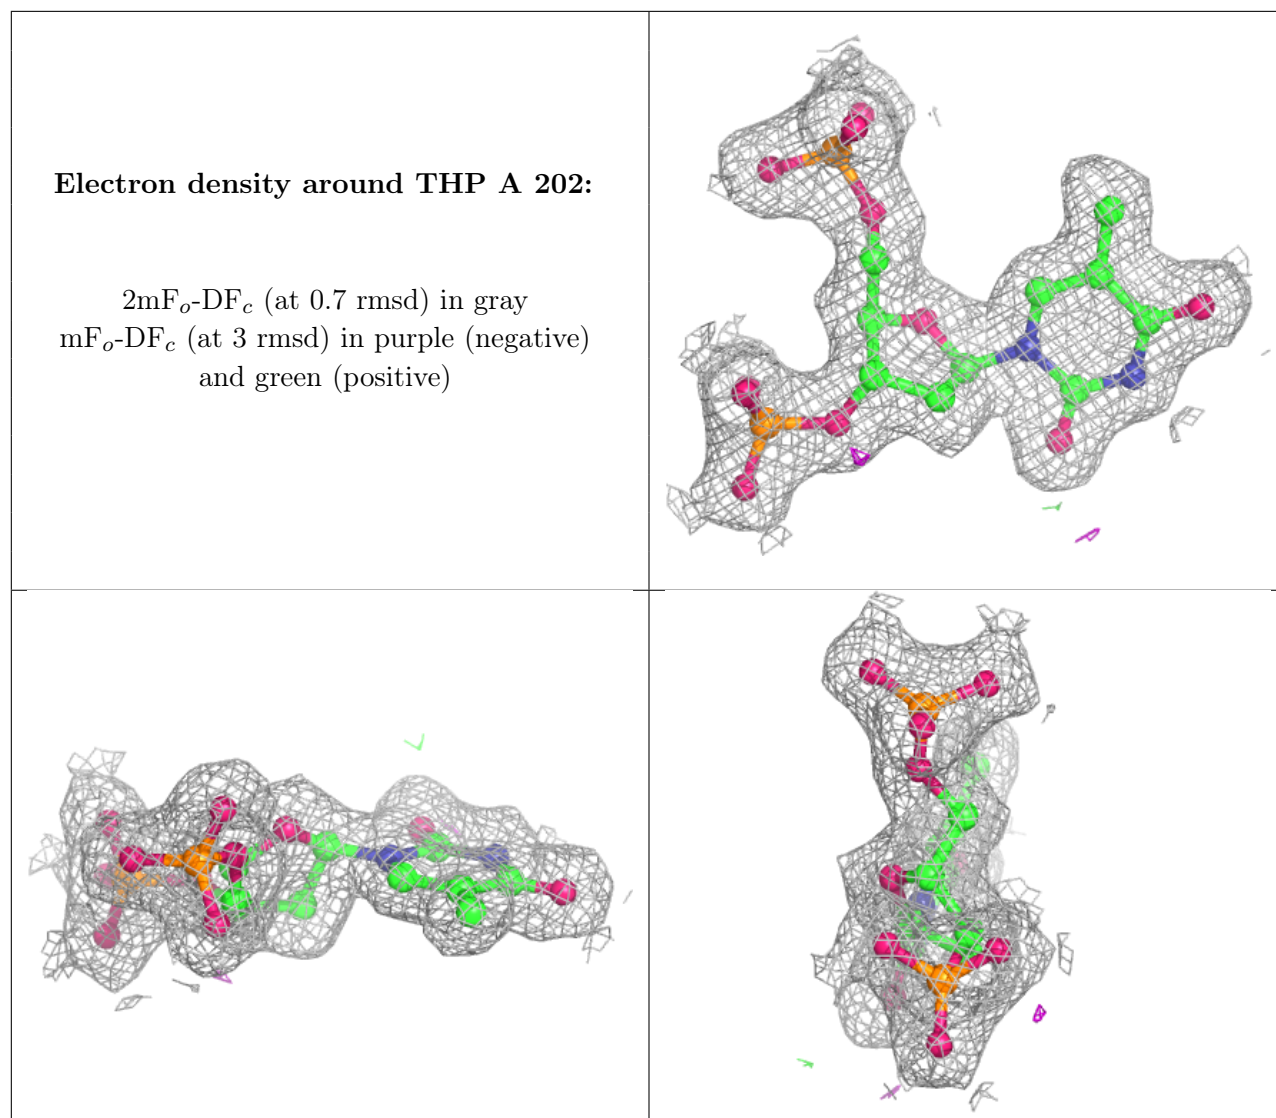 Electron density around THP A 202:
2mFo-DFc (at 0.7 rmsd) in gray
mFo-DFc (at 3 rmsd) in purple (negative)
and green (positive)